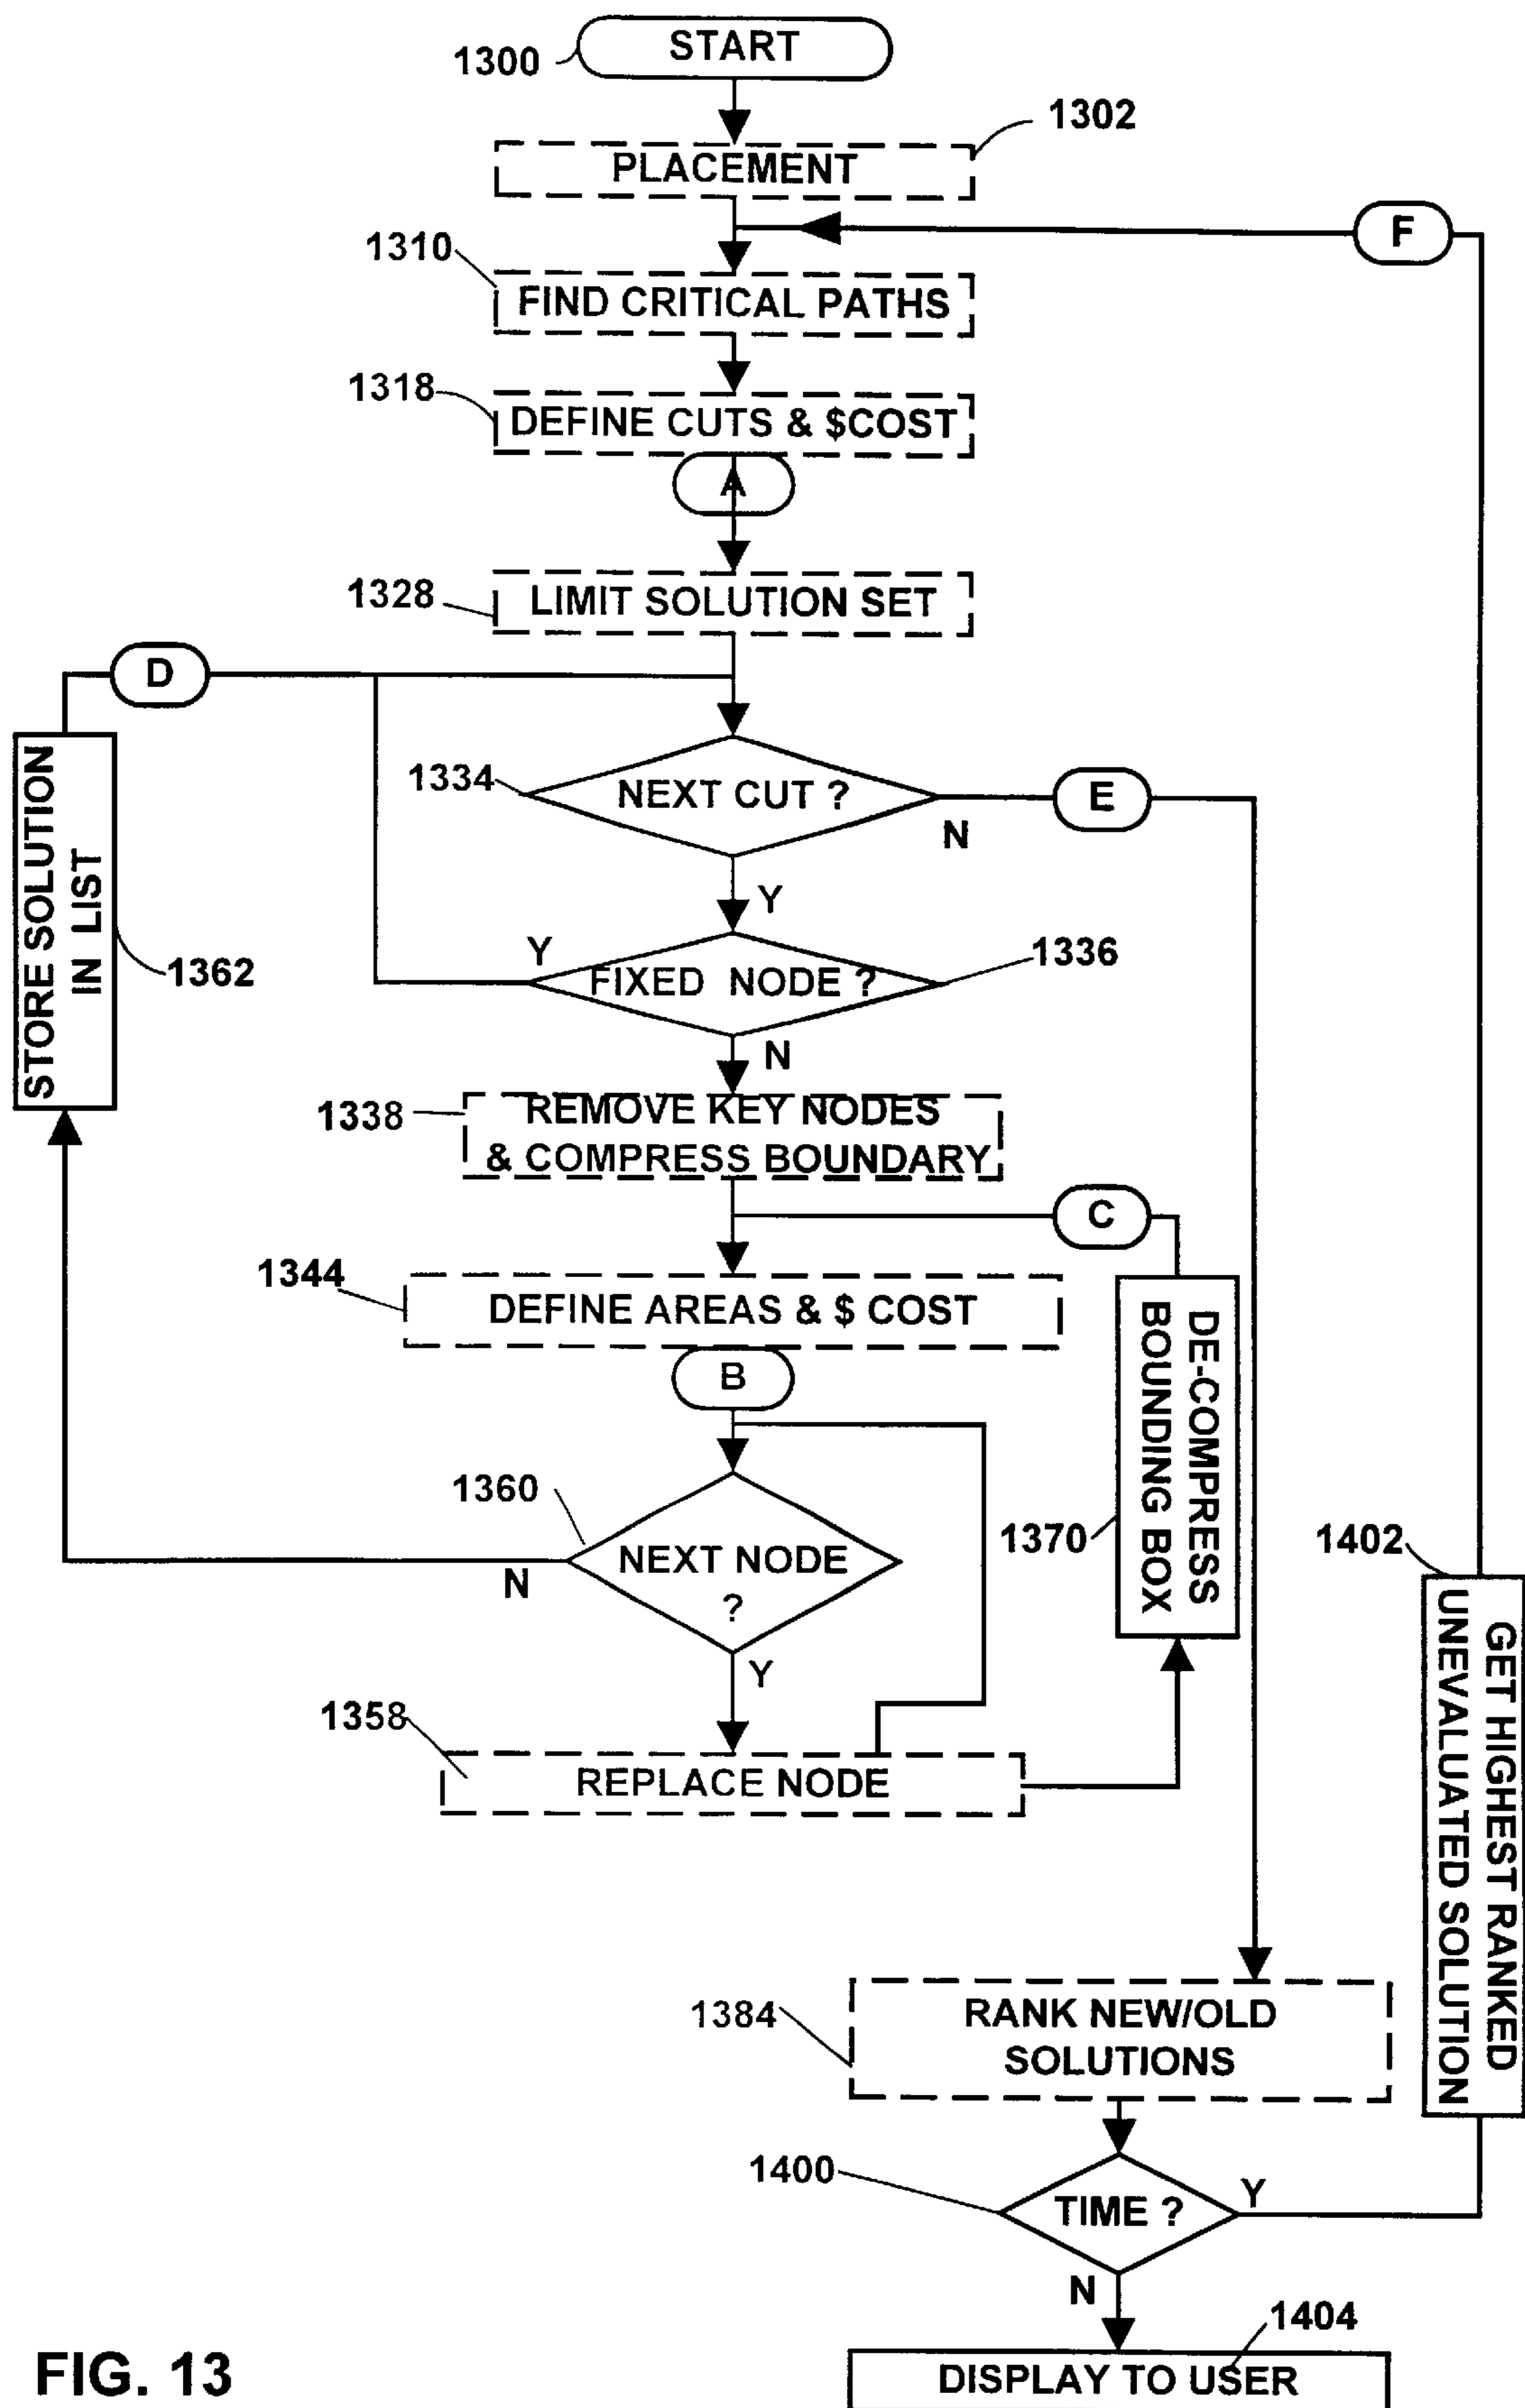 START
1300
1302
PLACEMENT
F
1310
FIND CRITICAL PATHS
1318
DEFINE CUTS & $COST
A
1328
LIMIT SOLUTION SET
D
1334
NEXT CUT ?
E
N
Y
STORE SOLUTION
IN LIST
1362
Y
FIXED NODE ?
1336
N
1338
REMOVE KEY NODES
& COMPRESS BOUNDARY
C
1344
DEFINE AREAS & $ COST
B
DE-COMPRESS
BOUNDING BOX
1370
1360
NEXT NODE
?
N
Y
1358
REPLACE NODE
1402
GET HIGHEST RANKED
UNEVALUATED SOLUTION
1384
RANK NEW/OLD
SOLUTIONS
1400
TIME ?
Y
N
1404
DISPLAY TO USER
FIG. 13